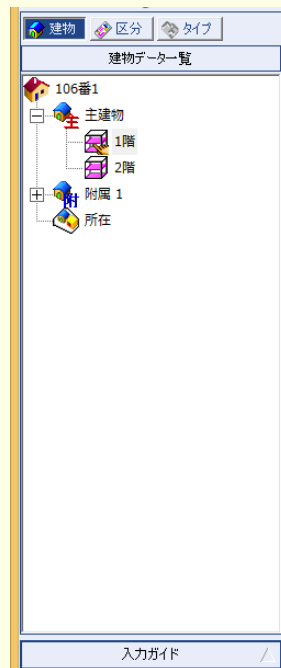 建物 区分 タイプ
建物データ一覧
106番1
主建物
主
1階
2階
附属 1
附
所在
入力ガイド